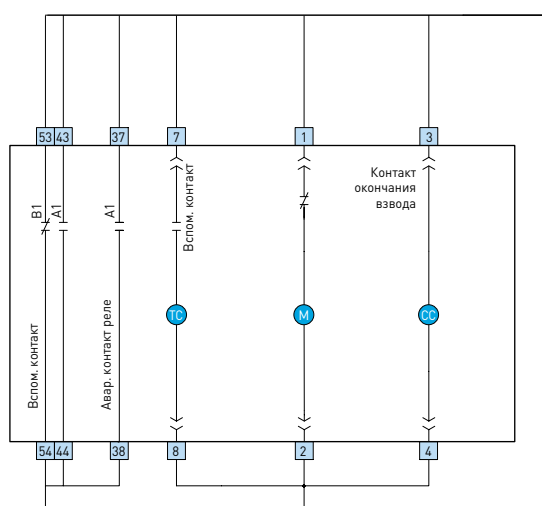 53 43 37 7 1 3
Контакт
окончания
взвода
Вспом. контакт
B1
A1
A1
TC
M
CC
Вспом. контакт
Авар. контакт реле
54 44 38 8 2 4